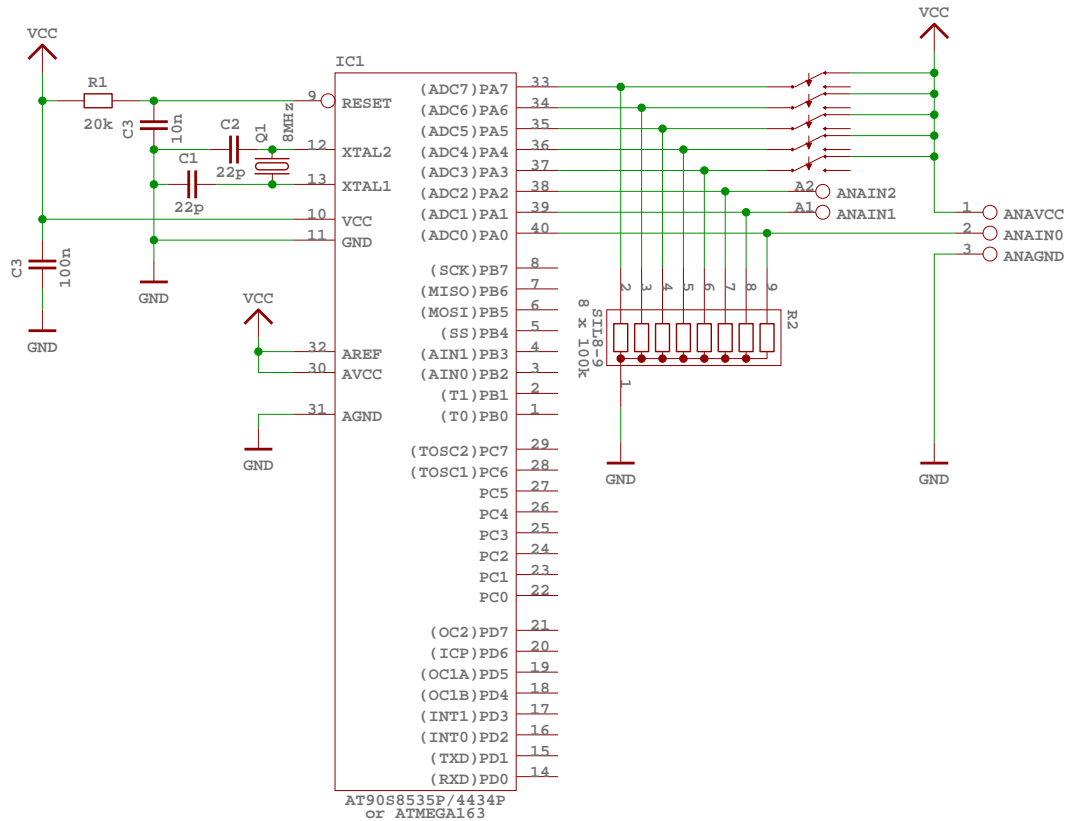 VCC
VCC
IC1
R1
20k
C3
10n
C2
22p
C1
22p
Q1
8MHz
9 RESET
12 XTAL2
13 XTAL1
10 VCC
11 GND
C3
100n
GND
GND
VCC
32 AREF
30 AVCC
31 AGND
GND
(ADC7)PA7 33
(ADC6)PA6 34
(ADC5)PA5 35
(ADC4)PA4 36
(ADC3)PA3 37
(ADC2)PA2 38
(ADC1)PA1 39
(ADC0)PA0 40
(SCK)PB7 8
(MISO)PB6 7
(MOSI)PB5 6
(SS)PB4 5
(AIN1)PB3 4
(AIN0)PB2 3
(T1)PB1 2
(T0)PB0 1
(TOSC2)PC7 29
(TOSC1)PC6 28
PC5 27
PC4 26
PC3 25
PC2 24
PC1 23
PC0 22
(OC2)PD7 21
(ICP)PD6 20
(OC1A)PD5 19
(OC1B)PD4 18
(INT1)PD3 17
(INT0)PD2 16
(TXD)PD1 15
(RXD)PD0 14
AT90S8535P/4434P
or ATMEGA163
A2 ANAIN2
A1 ANAIN1
1 ANAVCC
2 ANAIN0
3 ANAGND
2 3 4 5 6 7 8 9
R2
SIL8-9
8 x 100k
1
GND
GND